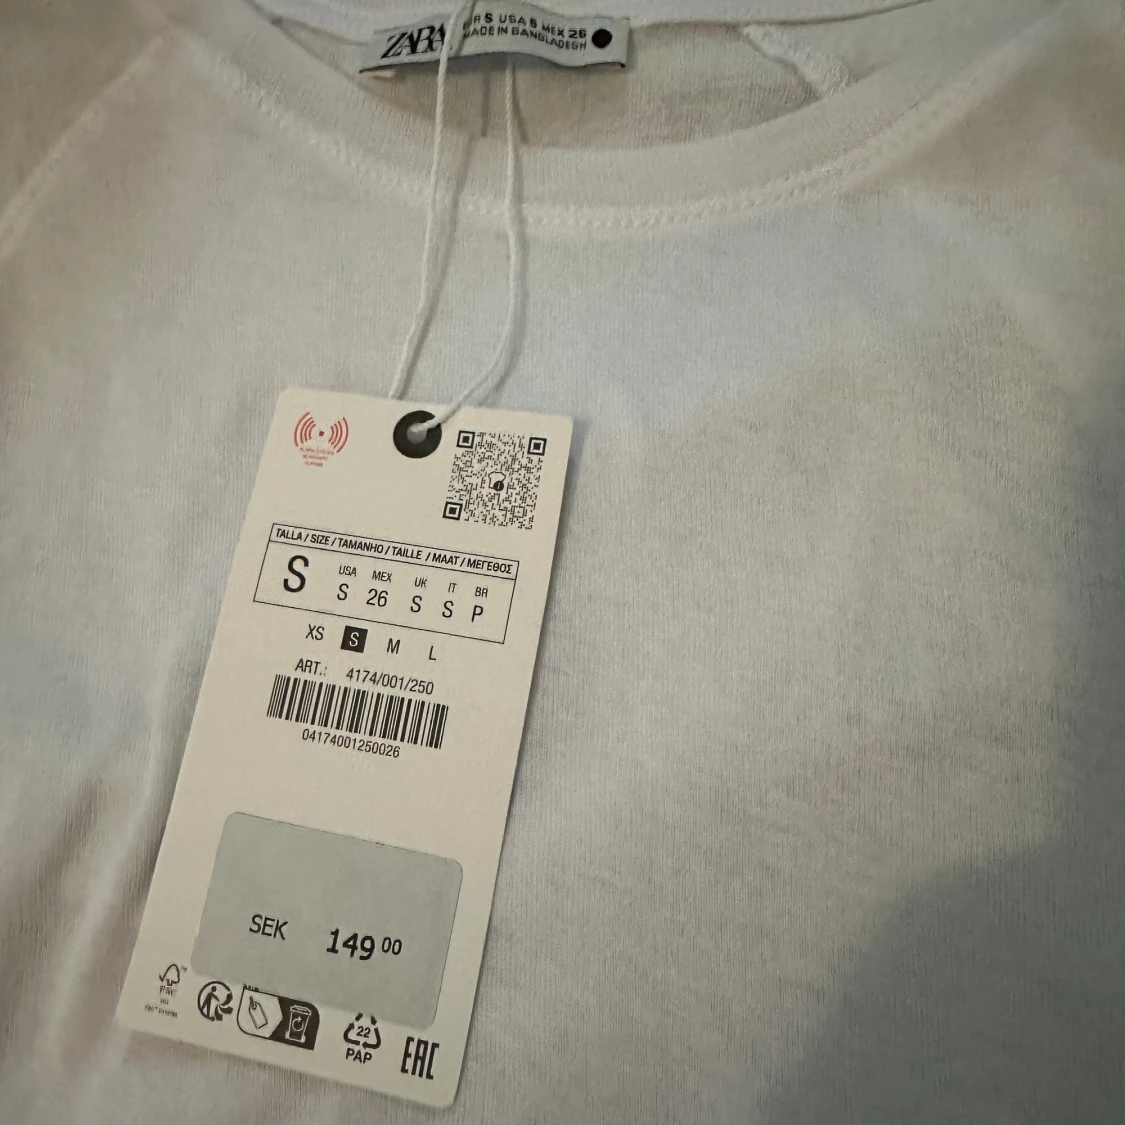 ZARA
S USA S MEX 26
MADE IN BANGLADESH
TALLA / SIZE / TAMANHO / TAILLE / MAAT / ΜΕΓΕΘΟΣ
S
USA MEX UK IT BR
S 26 S S P
XS S M L
ART.: 4174/001/250
04174001250026
SEK 149 00
22
PAP
EAC